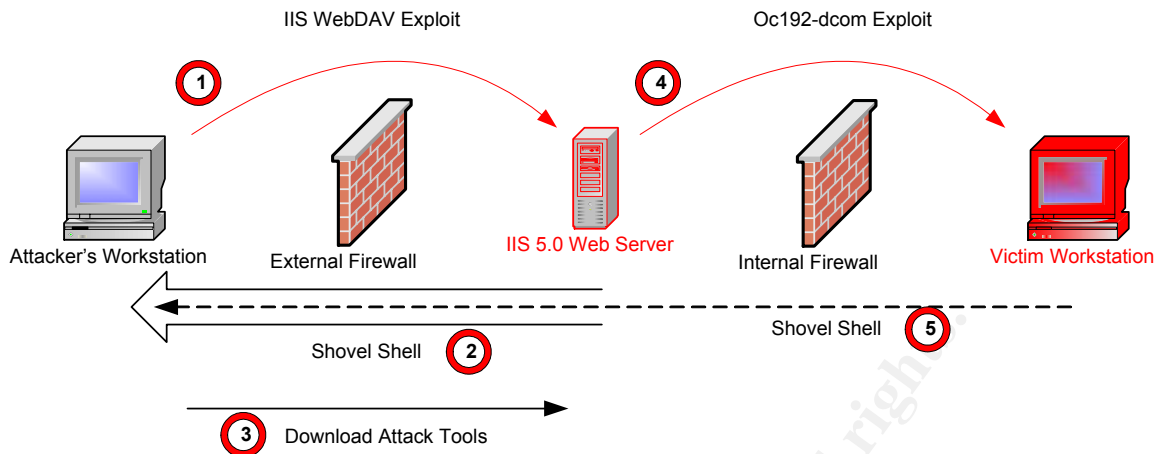 IIS WebDAV Exploit
Oc192-dcom Exploit
1
4
Attacker's Workstation
External Firewall
IIS 5.0 Web Server
Internal Firewall
Victim Workstation
Shovel Shell
2
Shovel Shell
5
3
Download Attack Tools
rights.